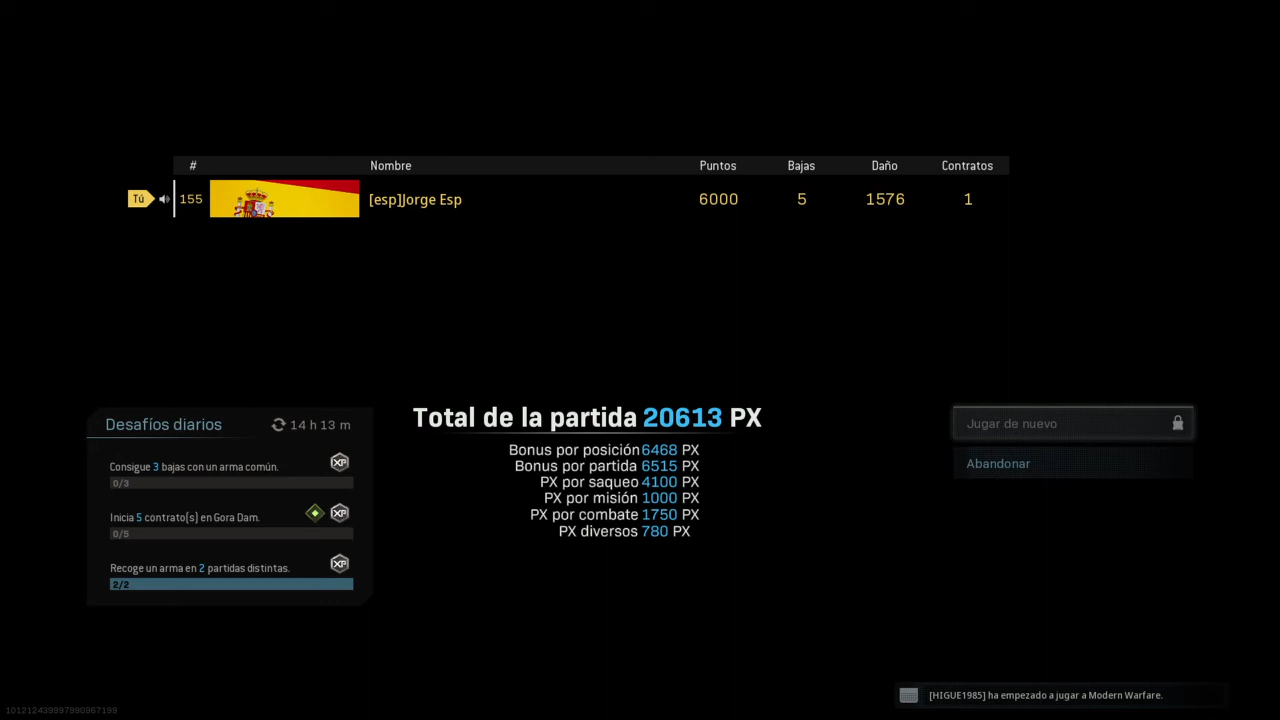 # Nombre Puntos Bajas Daño Contratos
Tú 155 [esp]Jorge Esp 6000 5 1576 1
Desafíos diarios 14 h 13 m
Consigue 3 bajas con un arma común. XP
0/3
Inicia 5 contrato(s) en Gora Dam. XP
0/5
Recoge un arma en 2 partidas distintas. XP
2/2
Total de la partida 20613 PX
Bonus por posición 6468 PX
Bonus por partida 6515 PX
PX por saqueo 4100 PX
PX por misión 1000 PX
PX por combate 1750 PX
PX diversos 780 PX
Jugar de nuevo
Abandonar
[HIGUE1985] ha empezado a jugar a Modern Warfare.